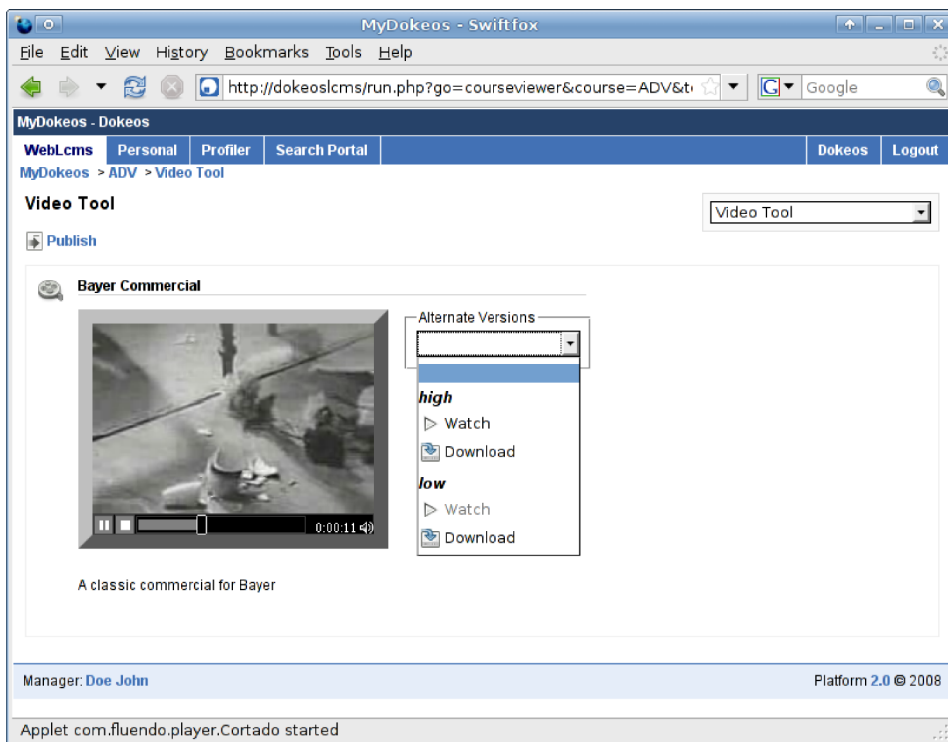 MyDokeos - Swiftfox
File Edit View History Bookmarks Tools Help
http://dokeoslcms/run.php?go=courseviewer&course=ADV&t
G Google
MyDokeos - Dokeos
WebLcms Personal Profiler Search Portal Dokeos Logout
MyDokeos > ADV > Video Tool
Video Tool
Video Tool
Publish
Bayer Commercial
Alternate Versions
high
Watch
Download
low
Watch
Download
0:00:11
A classic commercial for Bayer
Manager: Doe John Platform 2.0 © 2008
Applet com.fluendo.player.Cortado started